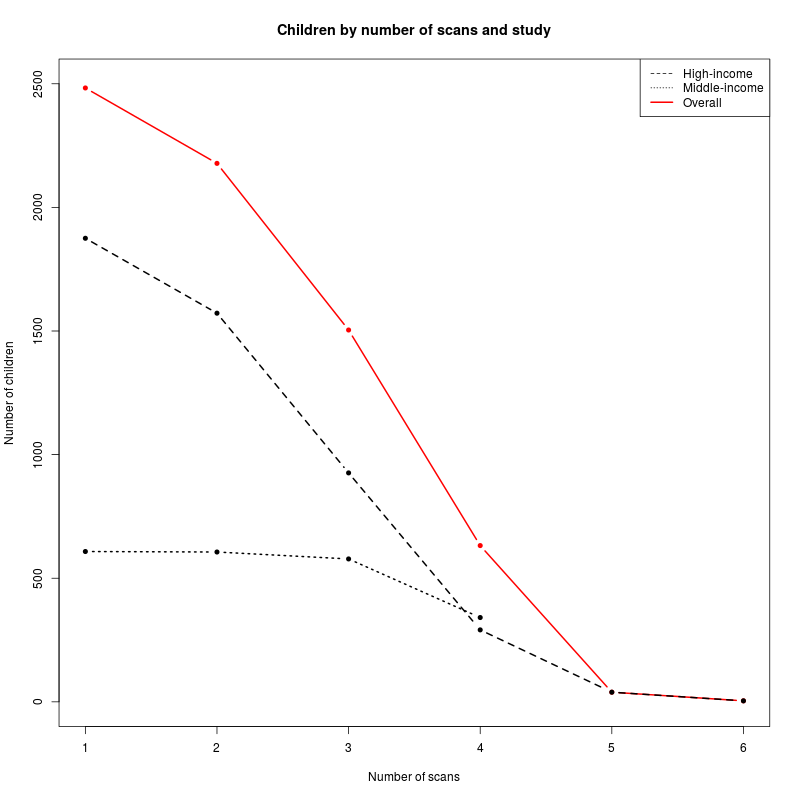 Children by number of scans and study
High-income
Middle-income
Overall
Number of children
2500
2000
1500
1000
500
0
1 2 3 4 5 6
Number of scans